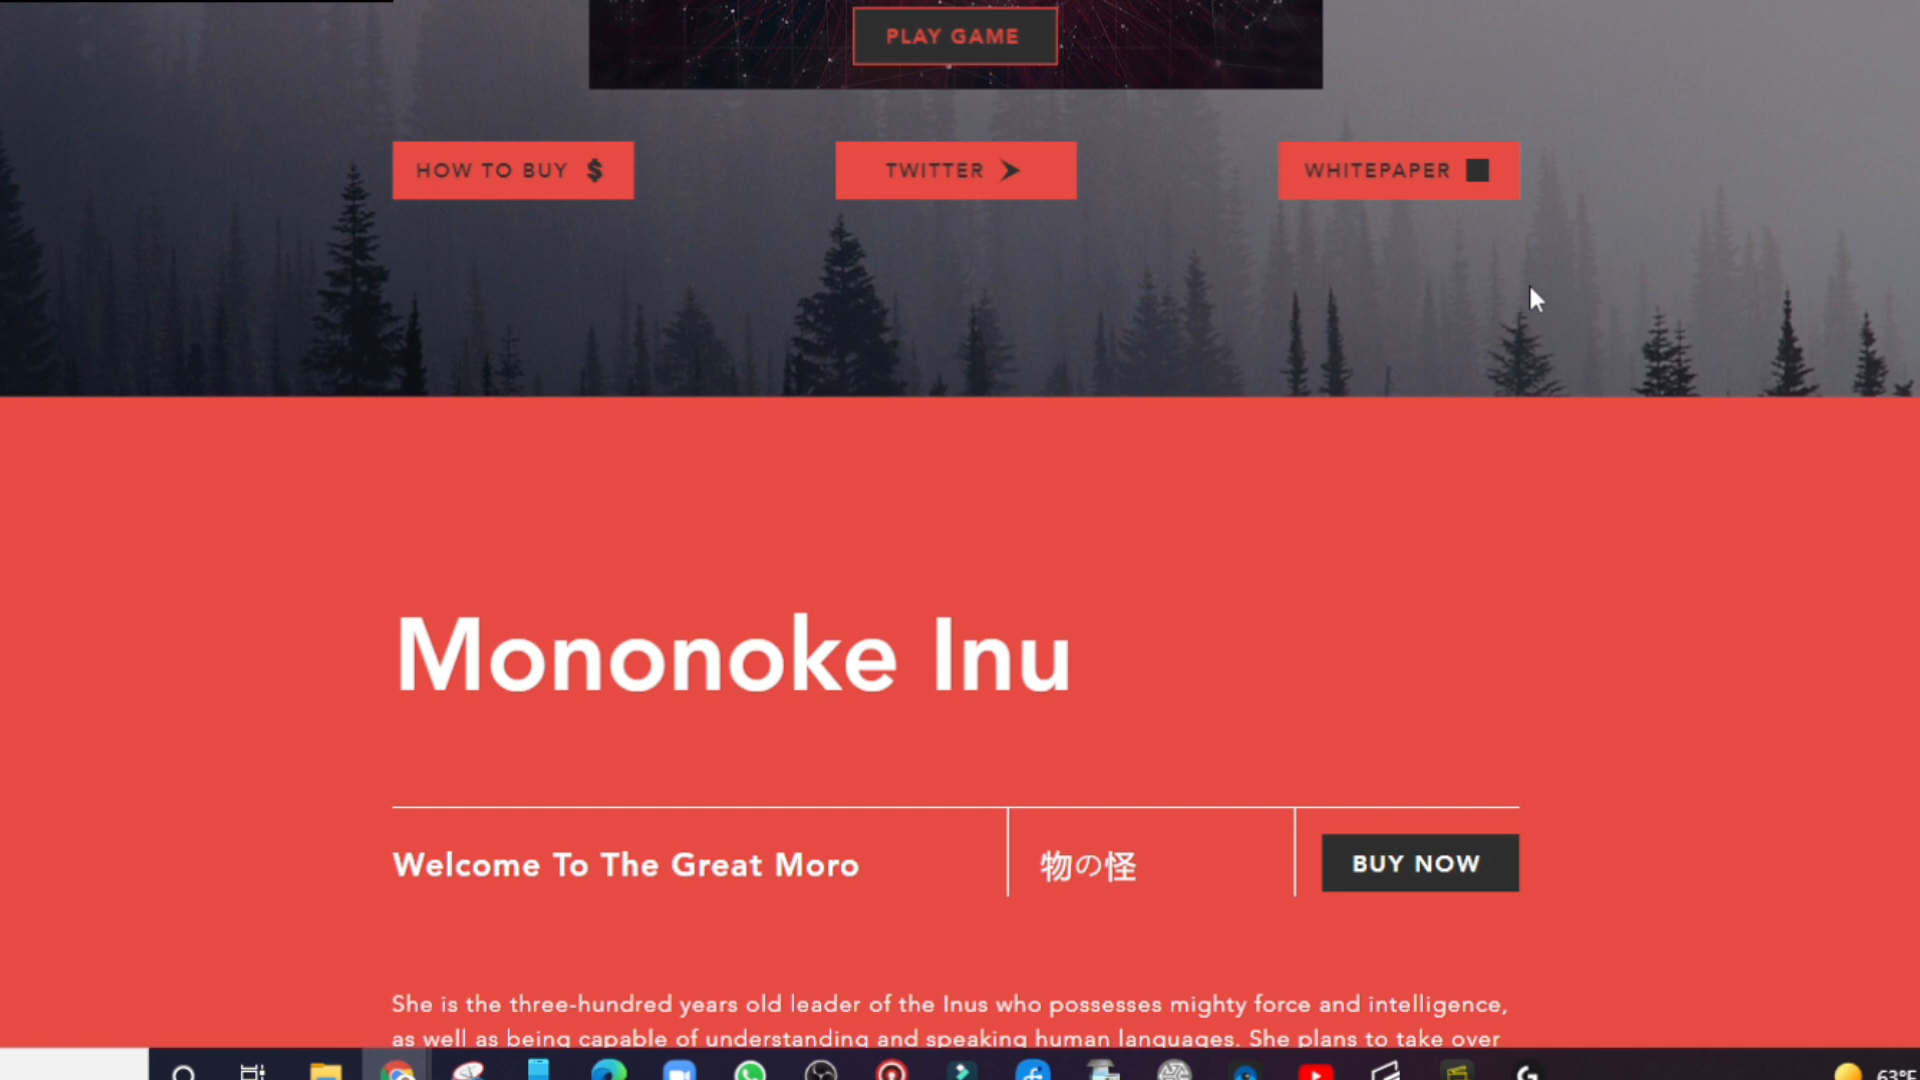 PLAY GAME
HOW TO BUY $
TWITTER
WHITEPAPER
Mononoke Inu
Welcome To The Great Moro
物の怪
BUY NOW
She is the three-hundred years old leader of the Inus who possesses mighty force and intelligence,
as well as being capable of understanding and speaking human languages. She plans to take over
63°F